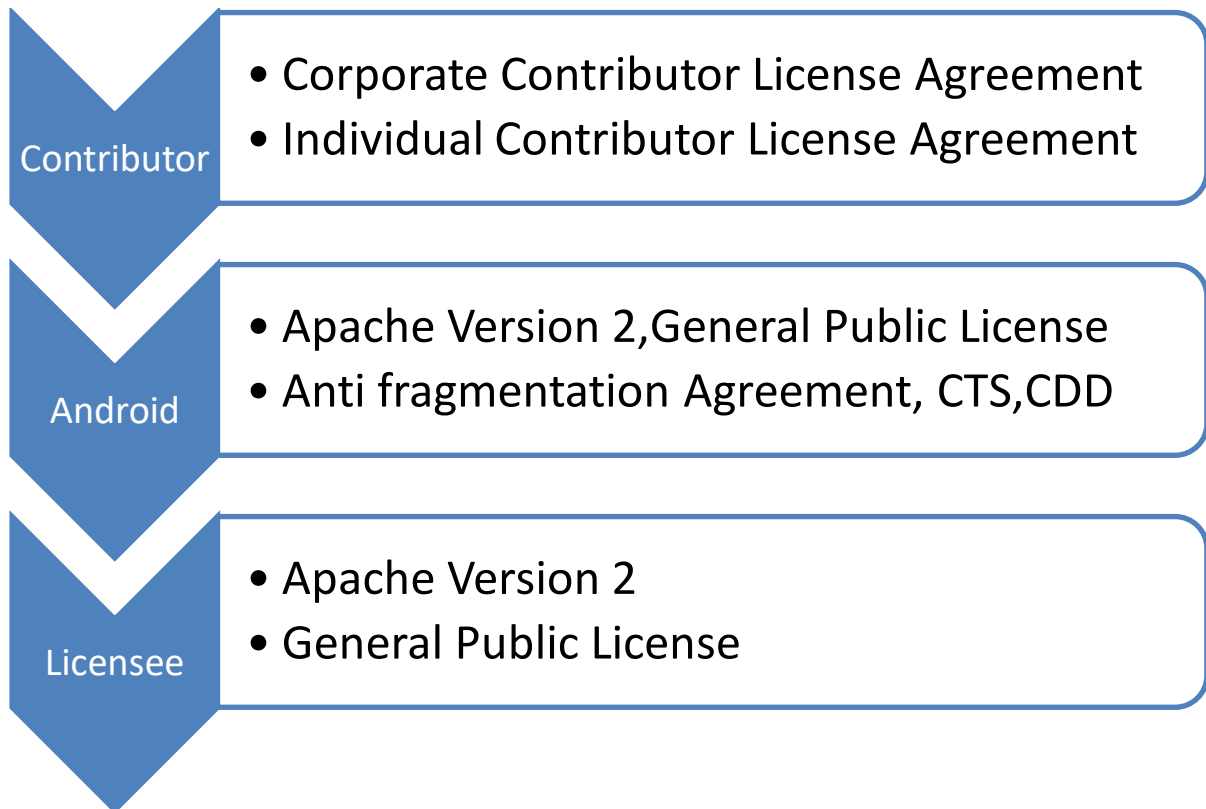 Contributor
• Corporate Contributor License Agreement
• Individual Contributor License Agreement
Android
• Apache Version 2,General Public License
• Anti fragmentation Agreement, CTS,CDD
Licensee
• Apache Version 2
• General Public License